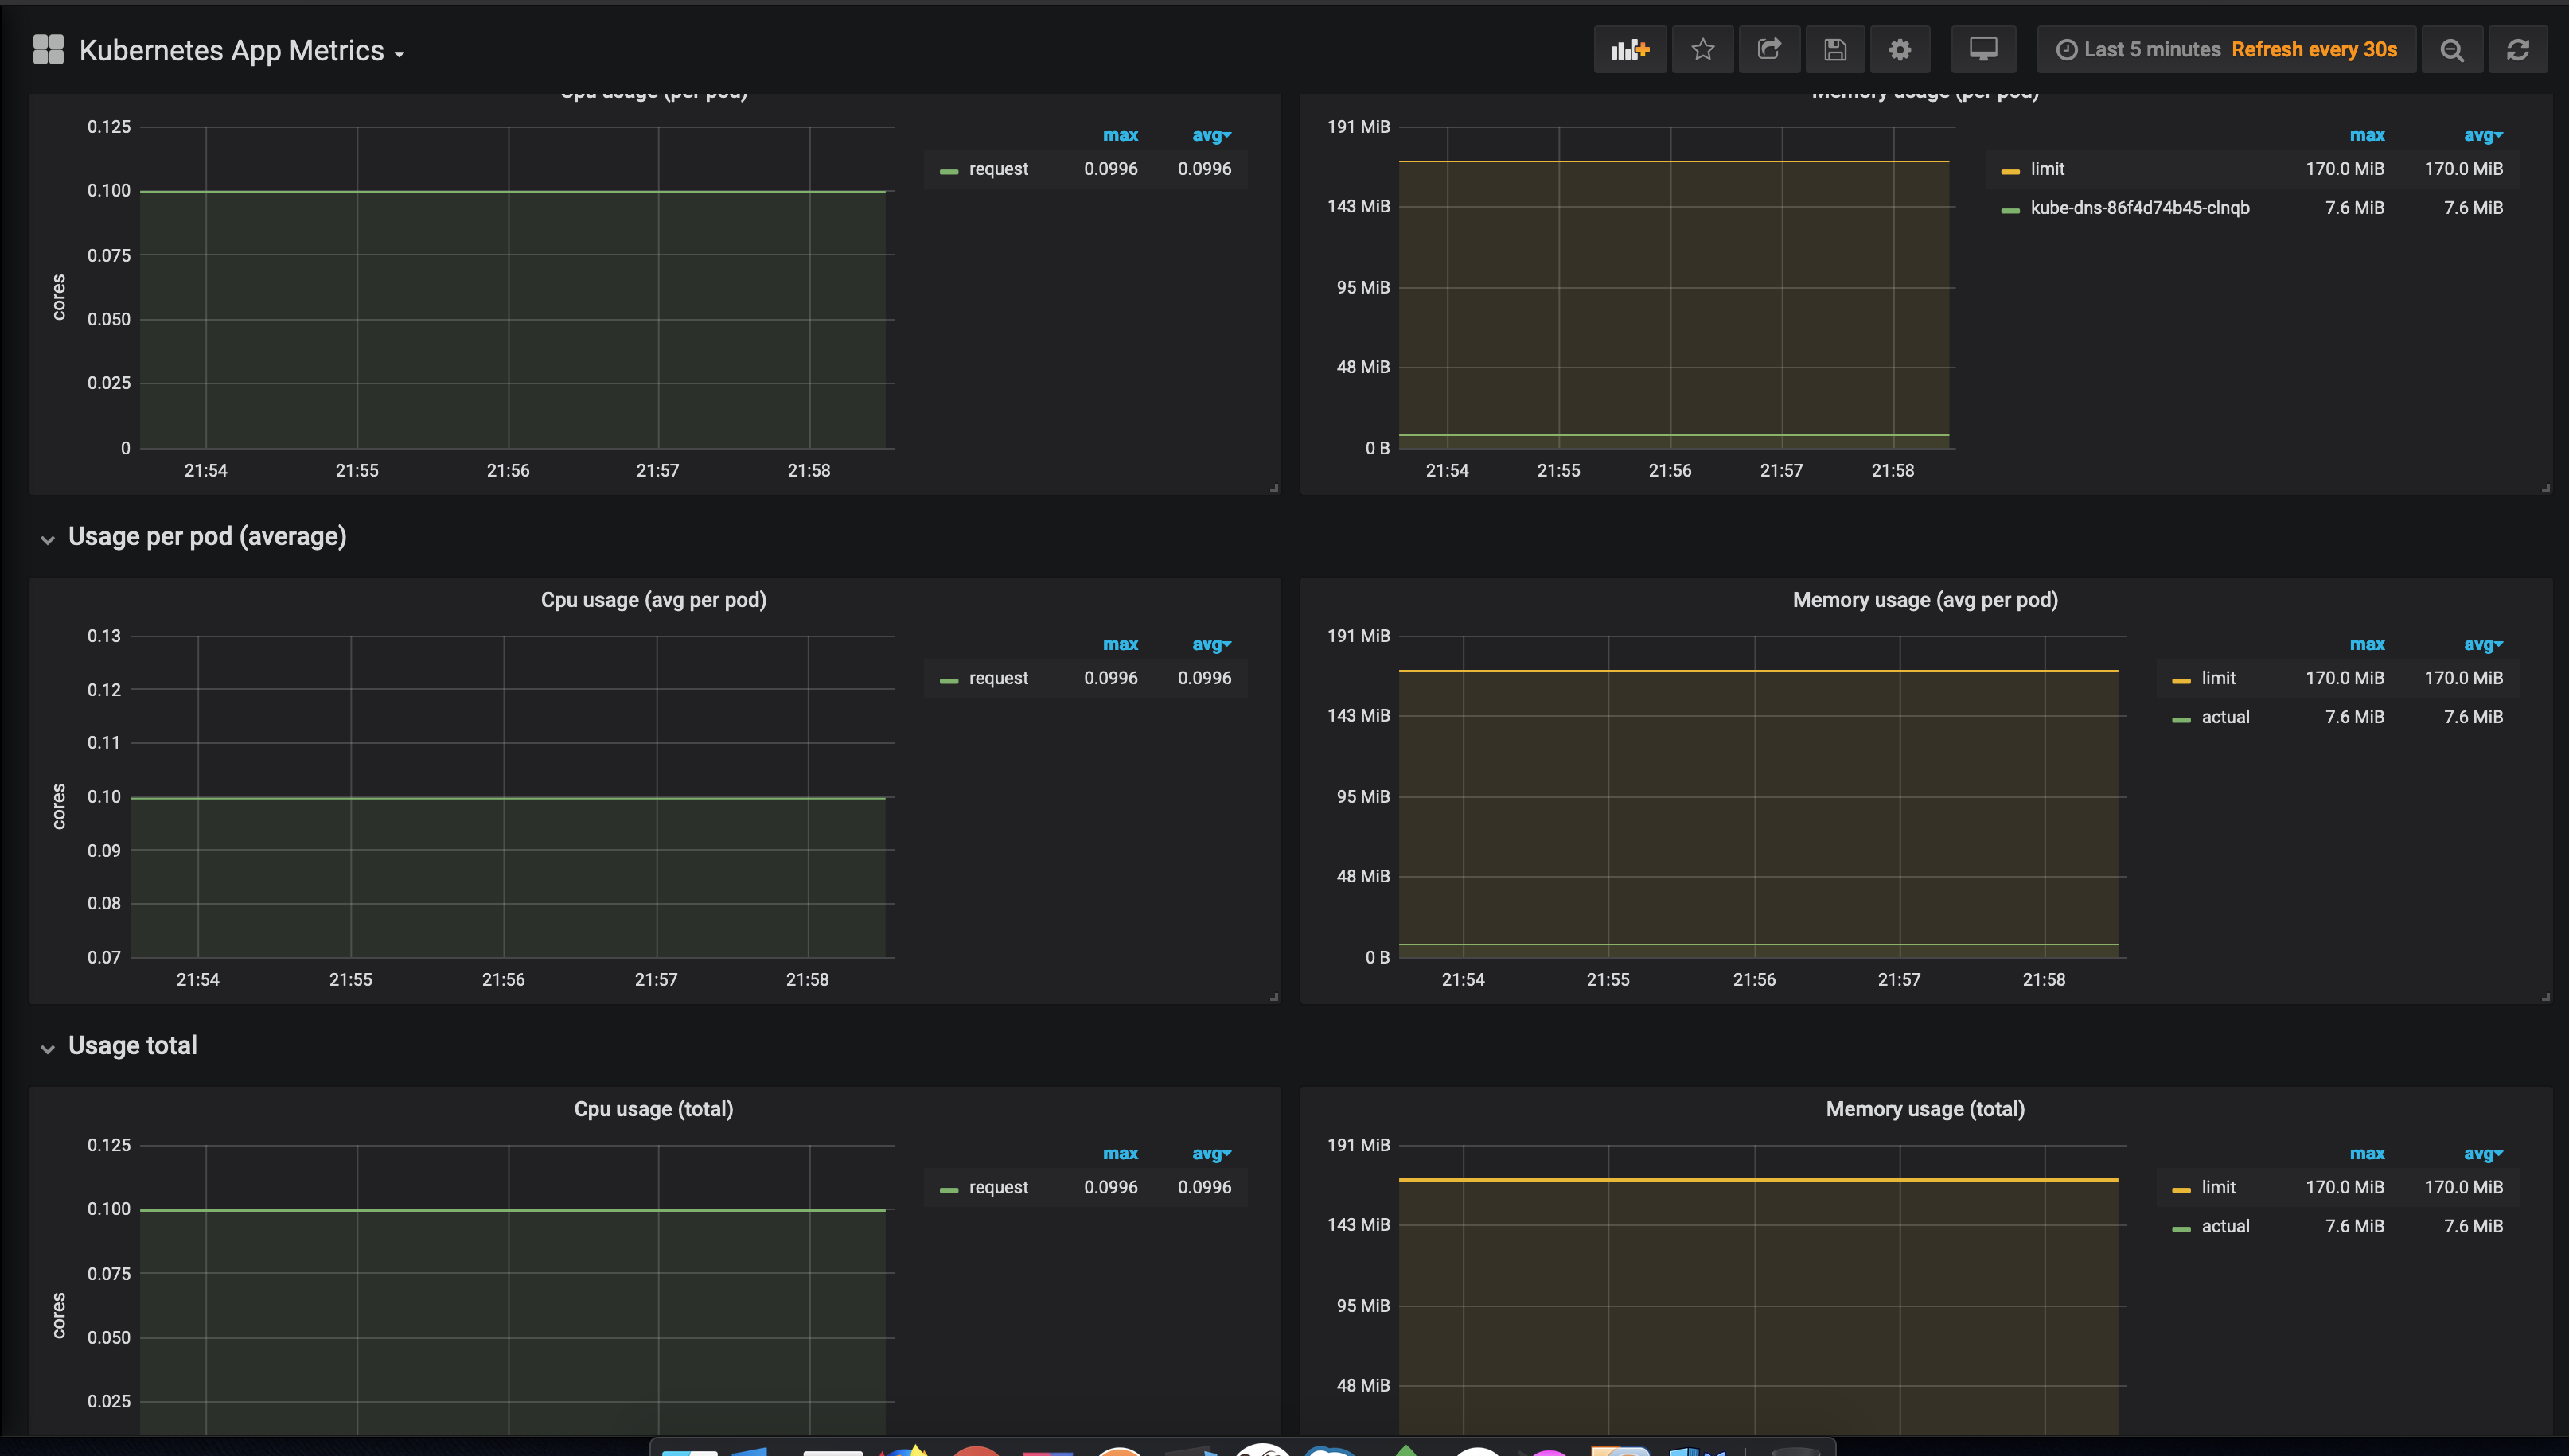 Kubernetes App Metrics
Last 5 minutes Refresh every 30s
Cpu usage (per pod)
0.125
0.100
0.075
0.050
0.025
0
cores
21:54 21:55 21:56 21:57 21:58
max avg
request 0.0996 0.0996
Memory usage (per pod)
191 MiB
143 MiB
95 MiB
48 MiB
0 B
21:54 21:55 21:56 21:57 21:58
max avg
limit 170.0 MiB 170.0 MiB
kube-dns-86f4d74b45-clnqb 7.6 MiB 7.6 MiB
Usage per pod (average)
Cpu usage (avg per pod)
0.13
0.12
0.11
0.10
0.09
0.08
0.07
cores
21:54 21:55 21:56 21:57 21:58
max avg
request 0.0996 0.0996
Memory usage (avg per pod)
191 MiB
143 MiB
95 MiB
48 MiB
0 B
21:54 21:55 21:56 21:57 21:58
max avg
limit 170.0 MiB 170.0 MiB
actual 7.6 MiB 7.6 MiB
Usage total
Cpu usage (total)
0.125
0.100
0.075
0.050
0.025
cores
max avg
request 0.0996 0.0996
Memory usage (total)
191 MiB
143 MiB
95 MiB
48 MiB
max avg
limit 170.0 MiB 170.0 MiB
actual 7.6 MiB 7.6 MiB